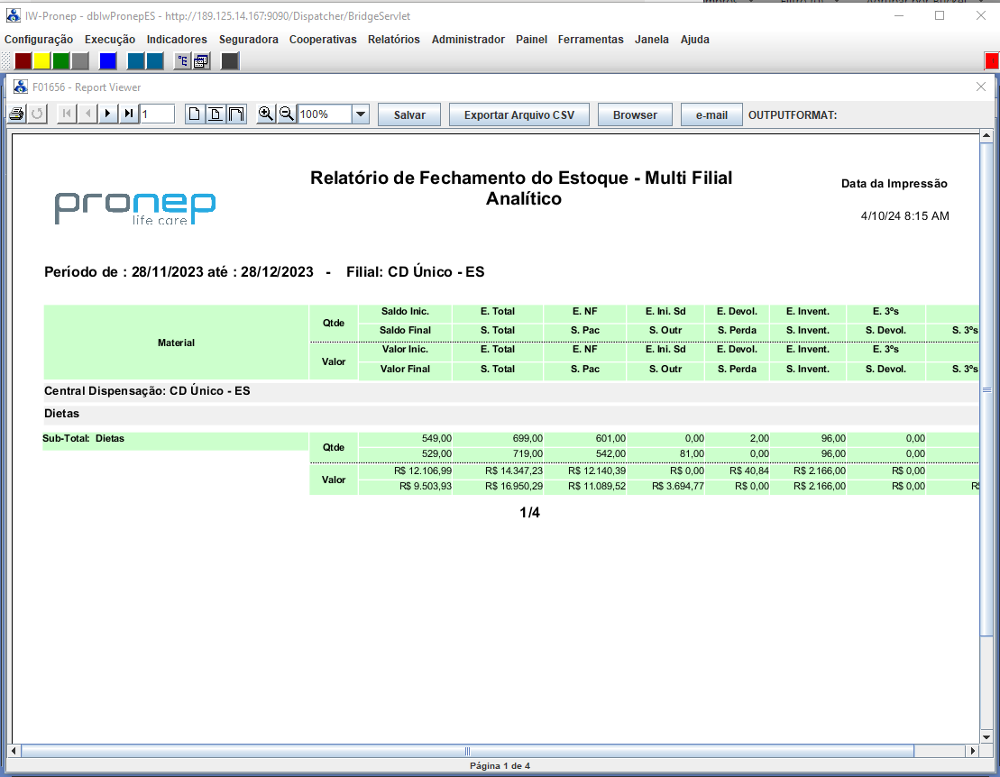 IW-Pronep - dbIwPronepES - http://189.125.14.167:9090/Dispatcher/BridgeServlet
Configuração Execução Indicadores Seguradora Cooperativas Relatórios Administrador Painel Ferramentas Janela Ajuda
F01656 - Report Viewer
1 100% Salvar Exportar Arquivo CSV Browser e-mail OUTPUTFORMAT:
pronep
life care
Relatório de Fechamento do Estoque - Multi Filial
Analítico
Data da Impressão
4/10/24 8:15 AM
Período de : 28/11/2023 até : 28/12/2023 - Filial: CD Único - ES
Material
Qtde
Saldo Inic. E. Total E. NF E. Ini. Sd E. Devol. E. Invent. E. 3ºs
Saldo Final S. Total S. Pac S. Outr S. Perda S. Invent. S. Devol. S. 3ºs
Valor
Valor Inic. E. Total E. NF E. Ini. Sd E. Devol. E. Invent. E. 3ºs
Valor Final S. Total S. Pac S. Outr S. Perda S. Invent. S. Devol. S. 3ºs
Central Dispensação: CD Único - ES
Dietas
Sub-Total: Dietas
Qtde
549,00 699,00 601,00 0,00 2,00 96,00 0,00
529,00 719,00 542,00 81,00 0,00 96,00 0,00
Valor
R$ 12.106,99 R$ 14.347,23 R$ 12.140,39 R$ 0,00 R$ 40,84 R$ 2.166,00 R$ 0,00
R$ 9.503,93 R$ 16.950,29 R$ 11.089,52 R$ 3.694,77 R$ 0,00 R$ 2.166,00 R$ 0,00 R$
1/4
Página 1 de 4